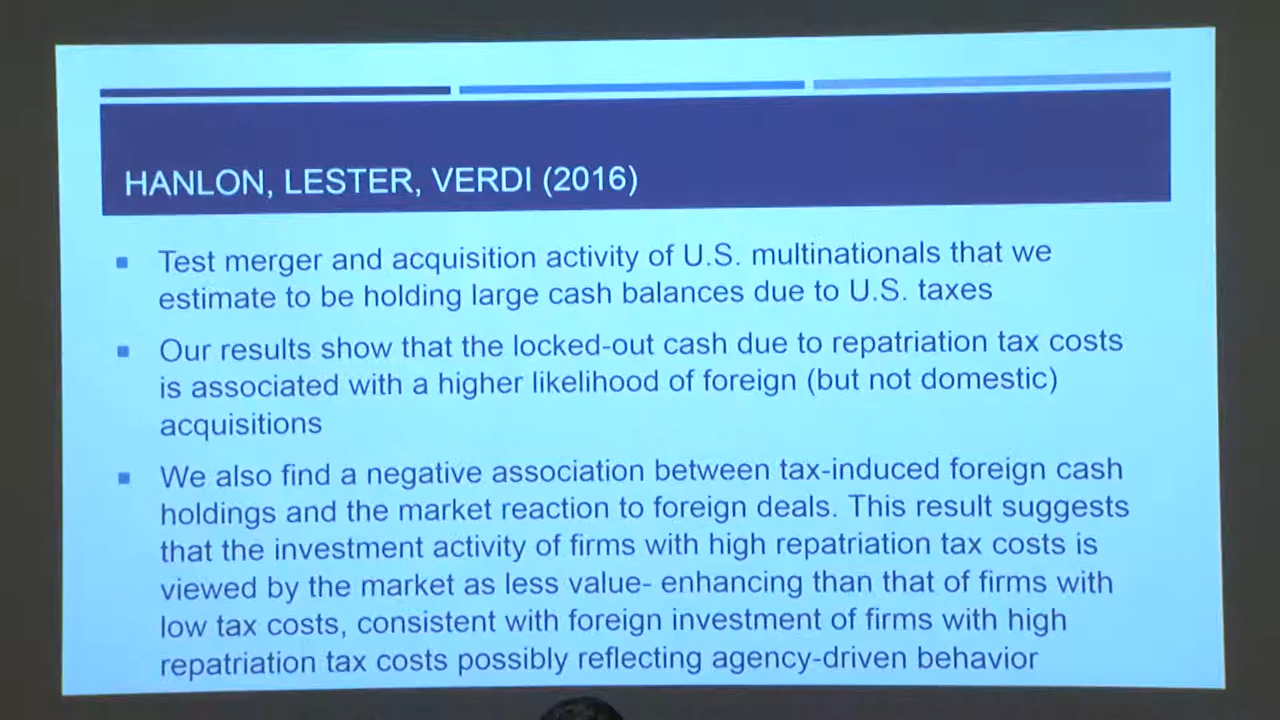 HANLON, LESTER, VERDI (2016)
Test merger and acquisition activity of U.S. multinationals that we
estimate to be holding large cash balances due to U.S. taxes
Our results show that the locked-out cash due to repatriation tax costs
is associated with a higher likelihood of foreign (but not domestic)
acquisitions
We also find a negative association between tax-induced foreign cash
holdings and the market reaction to foreign deals. This result suggests
that the investment activity of firms with high repatriation tax costs is
viewed by the market as less value- enhancing than that of firms with
low tax costs, consistent with foreign investment of firms with high
repatriation tax costs possibly reflecting agency-driven behavior